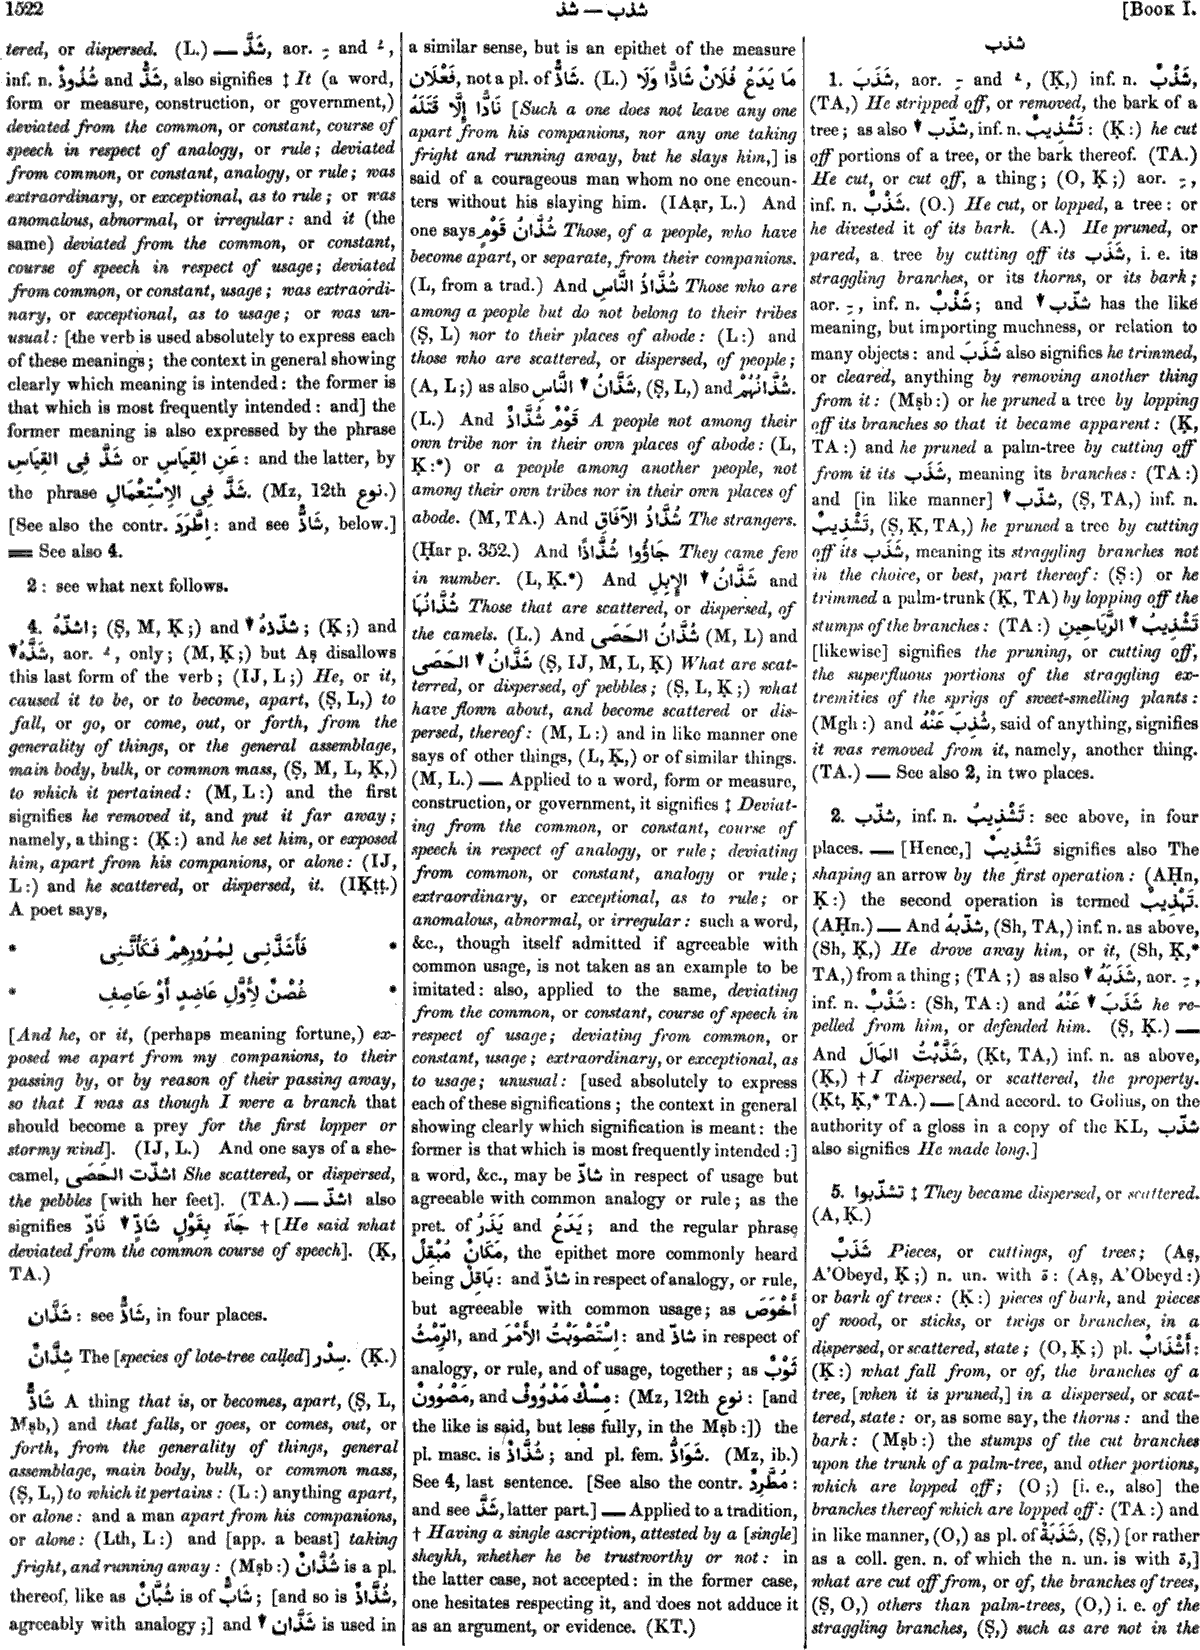 1522
شذ — شذب
[BOOK I.
tered, or dispersed. (L.) — شَذَّ, aor. ـِ and ـُ,
inf. n. شُذُوذٌ and شَذٌّ, also signifies ‡ It (a word,
form or measure, construction, or government,)
deviated from the common, or constant, course of
speech in respect of analogy, or rule; deviated
from common, or constant, analogy, or rule; was
extraordinary, or exceptional, as to rule; or was
anomalous, abnormal, or irregular: and it (the
same) deviated from the common, or constant,
course of speech in respect of usage; deviated
from common, or constant, usage; was extraordi-
nary, or exceptional, as to usage; or was un-
usual: [the verb is used absolutely to express each
of these meanings; the context in general showing
clearly which meaning is intended: the former is
that which is most frequently intended: and] the
former meaning is also expressed by the phrase
شَذَّ فِى القِيَاسِ or عَنِ القِيَاسِ: and the latter, by
the phrase شَذَّ فِى الاِسْتِعْمَالِ. (Mz, 12th نوع.)
[See also the contr. اِطَّرَدَ: and see شَاذٌّ, below.]
═ See also 4.
2: see what next follows.
4. اشذّهُ; (Ṣ, M, Ḳ;) and ▼ شذّذهُ; (Ḳ;) and
▼ شَذَّهُ, aor. ـُ, only; (M, Ḳ;) but Aṣ disallows
this last form of the verb; (IJ, L;) He, or it,
caused it to be, or to become, apart, (Ṣ, L,) to
fall, or go, or come, out, or forth, from the
generality of things, or the general assemblage,
main body, bulk, or common mass, (Ṣ, M, L, Ḳ,)
to which it pertained: (M, L:) and the first
signifies he removed it, and put it far away;
namely, a thing: (Ḳ:) and he set him, or exposed
him, apart from his companions, or alone: (IJ,
L:) and he scattered, or dispersed, it. (IḲṭṭ.)
A poet says,
* فَأَشَذَّنِى لِمُرُورِهِمْ فَكَأَنَّنِى *
* غُصْنٌ لِأَوَّلِ عَاضِدٍ أَوْ عَاصِفِ *
[And he, or it, (perhaps meaning fortune,) ex-
posed me apart from my companions, to their
passing by, or by reason of their passing away,
so that I was as though I were a branch that
should become a prey for the first lopper or
stormy wind]. (IJ, L.) And one says of a she-
camel, اشذّت الحَصَى She scattered, or dispersed,
the pebbles [with her feet]. (TA.) — اشذّ also
signifies جَآءَ بِقَوْلٍ شَاذٍّ ▼ نَادٍّ † [He said what
deviated from the common course of speech]. (Ḳ,
TA.)
شَذَّان: see شَاذٌّ, in four places.
شَذَّانٌ The [species of lote-tree called] سِدْر. (Ḳ.)
شَاذٌّ A thing that is, or becomes, apart, (Ṣ, L,
Mṣb,) and that falls, or goes, or comes, out, or
forth, from the generality of things, general
assemblage, main body, bulk, or common mass,
(Ṣ, L,) to which it pertains: (L:) anything apart,
or alone: and a man apart from his companions,
or alone: (Lth, L:) and [app. a beast] taking
fright, and running away: (Mṣb:) شُذَّانٌ is a pl.
thereof, like as شُبَّانٌ is of شَابٌّ; [and so is شُذَّاذٌ,
agreeably with analogy;] and ▼ شَذَّان is used in
a similar sense, but is an epithet of the measure
فَعْلَان, not a pl. of شَاذٌّ. (L.) مَا يَدَعُ فُلَانٌ شَاذًّا وَلَا
نَادًّا إِلَّا قَتَلَهُ [Such a one does not leave any one
apart from his companions, nor any one taking
fright and running away, but he slays him,] is
said of a courageous man whom no one encoun-
ters without his slaying him. (IAạr, L.) And
one says شُذَّانُ قَوْمٍ Those, of a people, who have
become apart, or separate, from their companions.
(L, from a trad.) And شُذَّاذُ النَّاسِ Those who are
among a people but do not belong to their tribes
(Ṣ, L) nor to their places of abode: (L:) and
those who are scattered, or dispersed, of people;
(A, L;) as also ▼ شَذَّانُ النَّاسِ, (Ṣ, L,) and شُذَّانُهُمْ.
(L.) And قَوْمٌ شُذَّاذٌ A people not among their
own tribe nor in their own places of abode: (L,
Ḳ:*) or a people among another people, not
among their own tribes nor in their own places of
abode. (M, TA.) And شُذَّاذُ الآفَاقِ The strangers.
(Ḥar p. 352.) And جَاؤُوا شُذَّاذًا They came few
in number. (L, Ḳ.*) And ▼ شَذَّانُ الإِبِلِ and
شُذَّانُهَا Those that are scattered, or dispersed, of
the camels. (L.) And شُذَّانُ الحَصَى (M, L) and
▼ شَذَّانُ الحَصَى (Ṣ, IJ, M, L, Ḳ) What are scat-
terred, or dispersed, of pebbles; (Ṣ, L, Ḳ;) what
have flown about, and become scattered or dis-
persed, thereof: (M, L:) and in like manner one
says of other things, (L, Ḳ,) or of similar things.
(M, L.) — Applied to a word, form or measure,
construction, or government, it signifies ‡ Deviat-
ing from the common, or constant, course of
speech in respect of analogy, or rule; deviating
from common, or constant, analogy or rule;
extraordinary, or exceptional, as to rule; or
anomalous, abnormal, or irregular: such a word,
&c., though itself admitted if agreeable with
common usage, is not taken as an example to be
imitated: also, applied to the same, deviating
from the common, or constant, course of speech in
respect of usage; deviating from common, or
constant, usage; extraordinary, or exceptional, as
to usage; unusual: [used absolutely to express
each of these significations; the context in general
showing clearly which signification is meant: the
former is that which is most frequently intended:]
a word, &c., may be شاذّ in respect of usage but
agreeable with common analogy or rule; as the
pret. of يَذَرُ and يَدَعُ; and the regular phrase
مَكَانٌ مُبْقِلٌ, the epithet more commonly heard
being بَاقِلٌ: and شاذّ in respect of analogy, or rule,
but agreeable with common usage; as أَخْوَصَ
الرِّمْثُ, and اِسْتَصْوَبْتُ الأَمْرَ: and شاذّ in respect of
analogy, or rule, and of usage, together; as ثَوْبٌ
مَصْوُونٌ, and مِسْكٌ مَدْوُوفٌ: (Mz, 12th نوع: [and
the like is said, but less fully, in the Mṣb:]) the
pl. masc. is شُذَّاذٌ; and pl. fem. شَوَاذُّ. (Mz, ib.)
See 4, last sentence. [See also the contr. مُطَّرِدٌ:
and see شَذَّ, latter part.] — Applied to a tradition,
† Having a single ascription, attested by a [single]
sheykh, whether he be trustworthy or not: in
the latter case, not accepted: in the former case,
one hesitates respecting it, and does not adduce it
as an argument, or evidence. (KT.)
شذب
1. شَذَبَ, aor. ـِ and ـُ, (Ḳ,) inf. n. شَذْبٌ,
(TA,) He stripped off, or removed, the bark of a
tree; as also ▼ شذّب, inf. n. تَشْذِيبٌ: (Ḳ:) he cut
off portions of a tree, or the bark thereof. (TA.)
He cut, or cut off, a thing; (O, Ḳ;) aor. ـِ,
inf. n. شَذْبٌ. (O.) He cut, or lopped, a tree: or
he divested it of its bark. (A.) He pruned, or
pared, a tree by cutting off its شَذَب, i. e. its
straggling branches, or its thorns, or its bark;
aor. ـِ, inf. n. شَذْبٌ; and ▼ شذّب has the like
meaning, but importing muchness, or relation to
many objects: and شَذَبَ also signifies he trimmed,
or cleared, anything by removing another thing
from it: (Mṣb:) or he pruned a tree by lopping
off its branches so that it became apparent: (Ḳ,
TA:) and he pruned a palm-tree by cutting off
from it its شَذَب, meaning its branches: (TA:)
and [in like manner] ▼ شذّب, (Ṣ, TA,) inf. n.
تَشْذِيبٌ, (Ṣ, Ḳ, TA,) he pruned a tree by cutting
off its شَذَب, meaning its straggling branches not
in the choice, or best, part thereof: (Ṣ:) or he
trimmed a palm-trunk (Ḳ, TA) by lopping off the
stumps of the branches: (TA:) ▼ تَشْذِيبُ الرَّيَاحِينِ
[likewise] signifies the pruning, or cutting off,
the superfluous portions of the straggling ex-
tremities of the sprigs of sweet-smelling plants:
(Mgh:) and شُذِبَ عَنْهُ, said of anything, signifies
it was removed from it, namely, another thing.
(TA.) — See also 2, in two places.
2. شذّب, inf. n. تَشْذِيبٌ: see above, in four
places. — [Hence,] تَشْذِيبٌ signifies also The
shaping an arrow by the first operation: (AḤn,
Ḳ:) the second operation is termed تَهْذِيبٌ.
(AḤn.) — And شذّبهُ, (Sh, TA,) inf. n. as above,
(Sh, Ḳ,) He drove away him, or it, (Sh, Ḳ,*
TA,) from a thing; (TA;) as also ▼ شَذَبَهُ, aor. ـِ,
inf. n. شَذْبٌ: (Sh, TA:) and ▼ شَذَبَ عَنْهُ he re-
pelled from him, or defended him. (Ṣ, Ḳ.) —
And شَذَّبْتُ المَالَ, (Ḳt, TA,) inf. n. as above,
(Ḳ,) † I dispersed, or scattered, the property.
(Ḳt, Ḳ,* TA.) — [And accord. to Golius, on the
authority of a gloss in a copy of the KL, شذّب
also signifies He made long.]
5. تشذّبوا ‡ They became dispersed, or scattered.
(A, Ḳ.)
شَذَبٌ Pieces, or cuttings, of trees; (Aṣ,
A'Obeyd, Ḳ;) n. un. with ة: (Aṣ, A'Obeyd:)
or bark of trees: (Ḳ:) pieces of bark, and pieces
of wood, or sticks, or twigs or branches, in a
dispersed, or scattered, state; (O, Ḳ;) pl. أَشْذَابٌ:
(Ḳ:) what fall from, or of, the branches of a
tree, [when it is pruned,] in a dispersed, or scat-
tered, state: or, as some say, the thorns: and the
bark: (Mṣb:) the stumps of the cut branches
upon the trunk of a palm-tree, and other portions,
which are lopped off; (O;) [i. e., also] the
branches thereof which are lopped off: (TA:) and
in like manner, (O,) as pl. of شَذَبَةٌ, (Ṣ,) [or rather
as a coll. gen. n. of which the n. un. is with ة,]
what are cut off from, or of, the branches of trees,
(Ṣ, O,) others than palm-trees, (O,) i. e. of the
straggling branches, (Ṣ,) such as are not in the